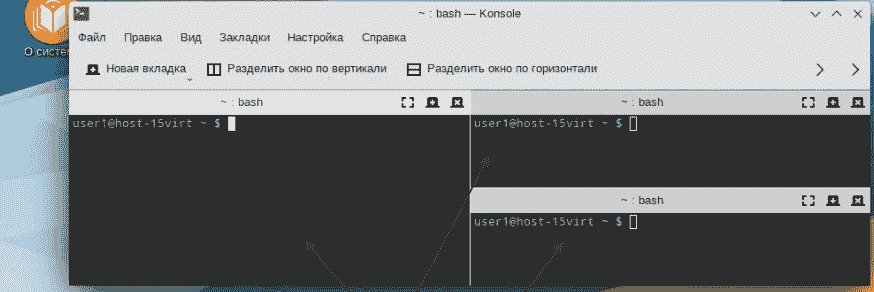 ~ : bash — Konsole
О систем
Файл Правка Вид Закладки Настройка Справка
Новая вкладка Разделить окно по вертикали Разделить окно по горизонтали
~ : bash
user1@host-15virt ~ $
~ : bash
user1@host-15virt ~ $
~ : bash
user1@host-15virt ~ $